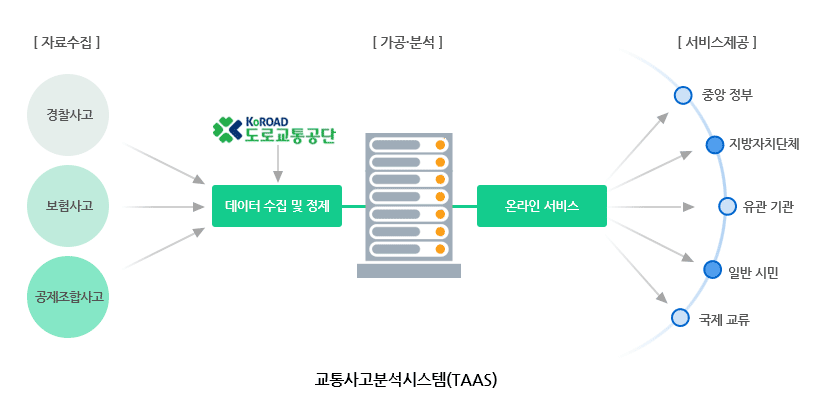 [ 자료수집 ]
[ 가공·분석 ]
[ 서비스제공 ]
경찰사고
보험사고
공제조합사고
KoROAD
도로교통공단
데이터 수집 및 정제
온라인 서비스
중앙 정부
지방자치단체
유관 기관
일반 시민
국제 교류
교통사고분석시스템(TAAS)